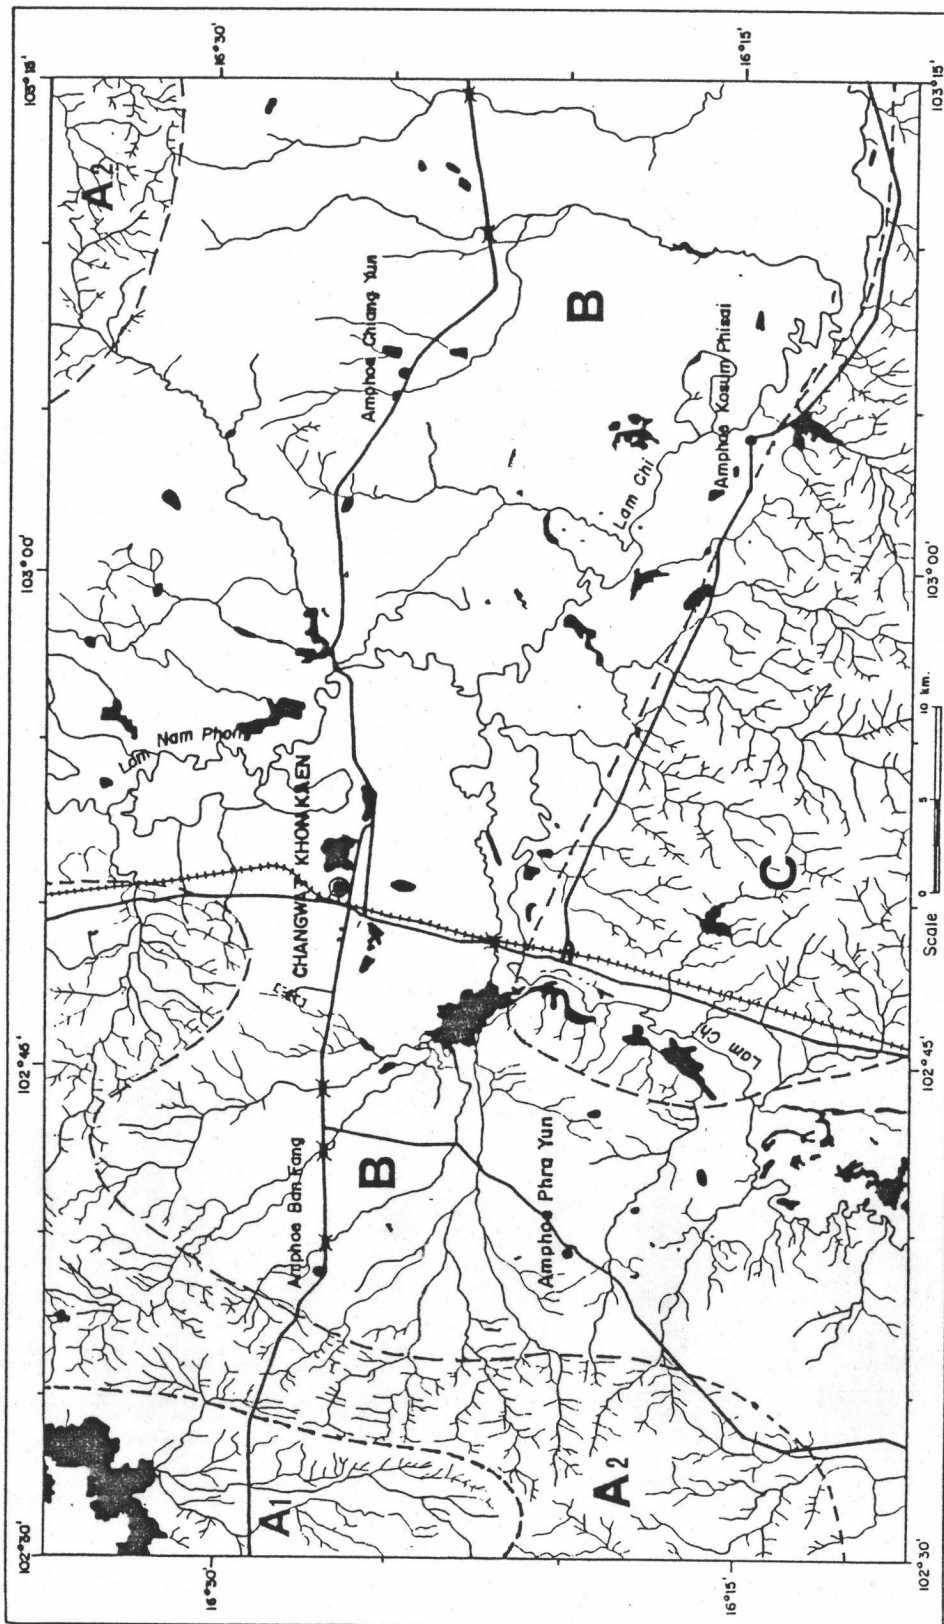 102°30'
102°45'
103°00'
103°15'
16°30'
16°30'
A2
A1
Lam Nam Phong
CHANGWAT KHON KAEN
Amphoe Ban Fang
Amphoe Chiang Yun
B
B
Amphoe Phra Yun
Lam Chi
A2
Lam Chi
Amphoe Kosum Phisai
C
16°15'
16°15'
102°30'
102°45'
103°15'
103°00'
Scale 0 5 10 km.